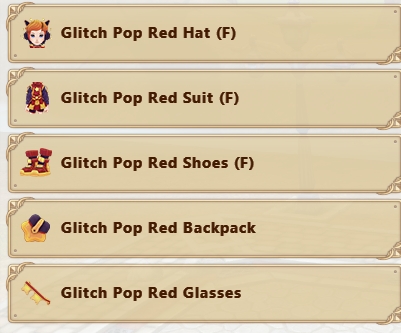 Glitch Pop Red Hat (F)
Glitch Pop Red Suit (F)
Glitch Pop Red Shoes (F)
Glitch Pop Red Backpack
Glitch Pop Red Glasses